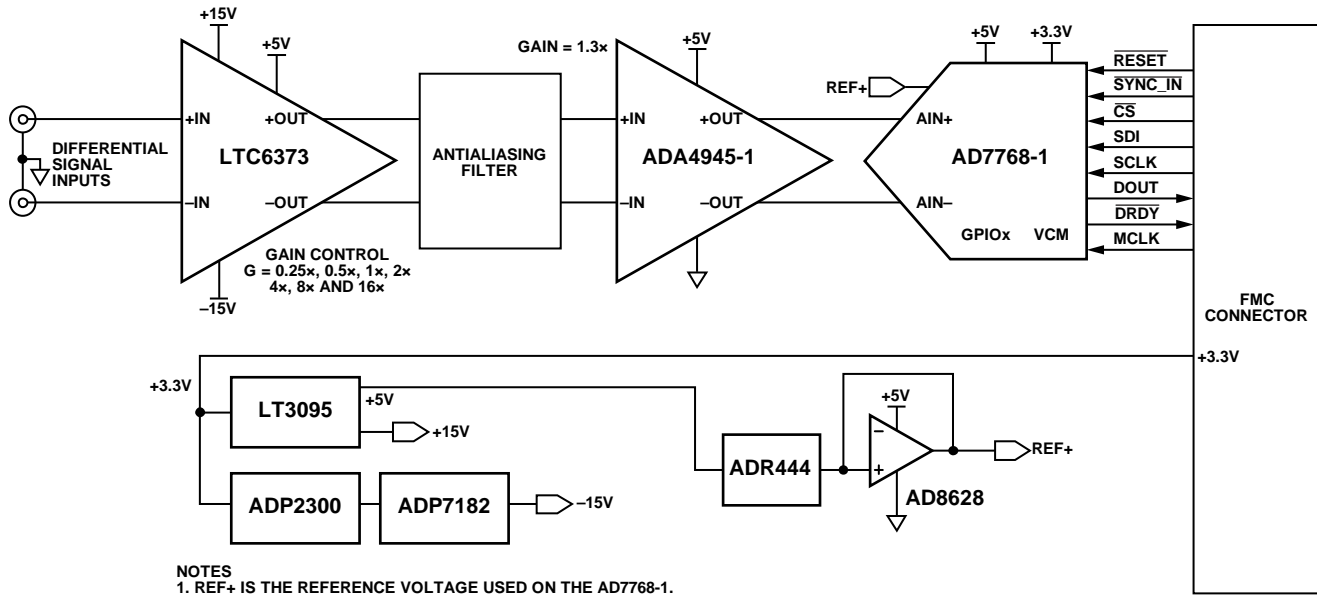 +15V
+5V
+IN
+OUT
LTC6373
–IN
–OUT
–15V
DIFFERENTIAL
SIGNAL
INPUTS
GAIN CONTROL
G = 0.25×, 0.5×, 1×, 2×
4×, 8× AND 16×
ANTIALIASING
FILTER
GAIN = 1.3×
+5V
+IN
+OUT
ADA4945-1
–IN
–OUT
REF+
+5V
+3.3V
AIN+
AD7768-1
AIN–
GPIOx
VCM
RESET
SYNC_IN
CS
SDI
SCLK
DOUT
DRDY
MCLK
FMC
CONNECTOR
+3.3V
+3.3V
LT3095
+5V
+15V
ADP2300
ADP7182
–15V
ADR444
+5V
–
+
AD8628
REF+
NOTES
1. REF+ IS THE REFERENCE VOLTAGE USED ON THE AD7768-1.